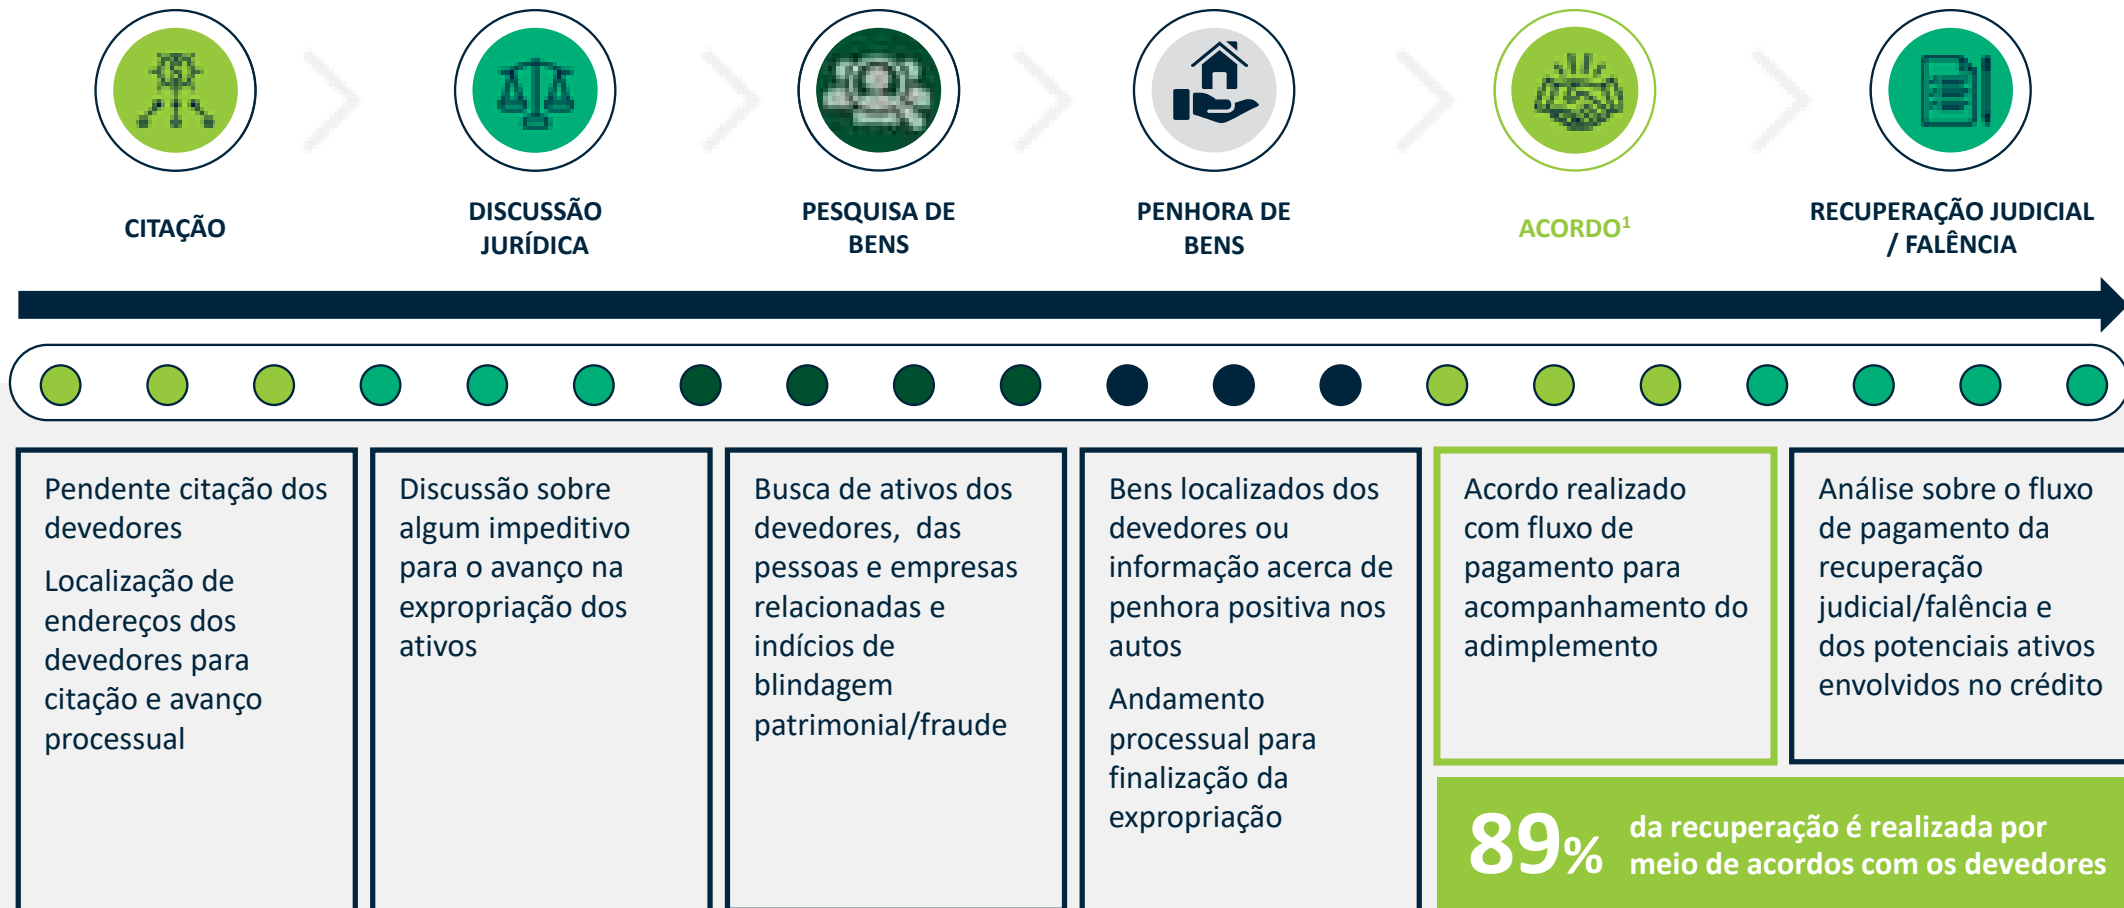 CITAÇÃO
DISCUSSÃO
JURÍDICA
PESQUISA DE
BENS
PENHORA DE
BENS
ACORDO¹
RECUPERAÇÃO JUDICIAL
/ FALÊNCIA
Pendente citação dos
devedores
Localização de
endereços dos
devedores para
citação e avanço
processual
Discussão sobre
algum impeditivo
para o avanço na
expropriação dos
ativos
Busca de ativos dos
devedores, das
pessoas e empresas
relacionadas e
indícios de
blindagem
patrimonial/fraude
Bens localizados dos
devedores ou
informação acerca de
penhora positiva nos
autos
Andamento
processual para
finalização da
expropriação
Acordo realizado
com fluxo de
pagamento para
acompanhamento do
adimplemento
Análise sobre o fluxo
de pagamento da
recuperação
judicial/falência e
dos potenciais ativos
envolvidos no crédito
89%
da recuperação é realizada por
meio de acordos com os devedores